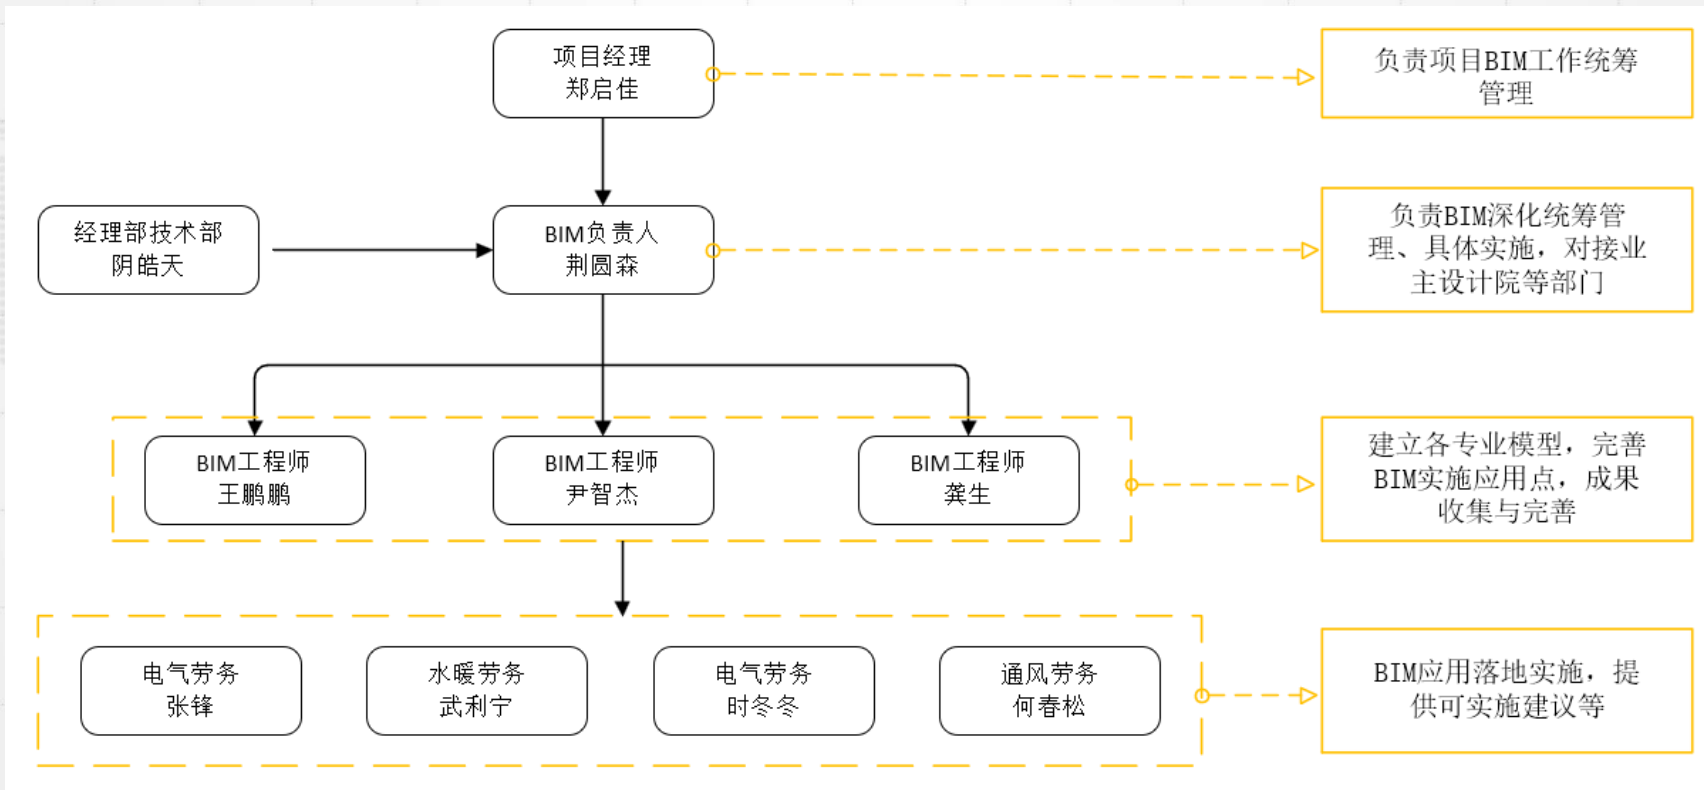 项目经理
郑启佳
负责项目BIM工作统筹
管理
经理部技术部
阴皓天
BIM负责人
荆圆森
负责BIM深化统筹管
理、具体实施，对接业
主设计院等部门
BIM工程师
王鹏鹏
BIM工程师
尹智杰
BIM工程师
龚生
建立各专业模型，完善
BIM实施应用点，成果
收集与完善
电气劳务
张锋
水暖劳务
武利宁
电气劳务
时冬冬
通风劳务
何春松
BIM应用落地实施，提
供可实施建议等